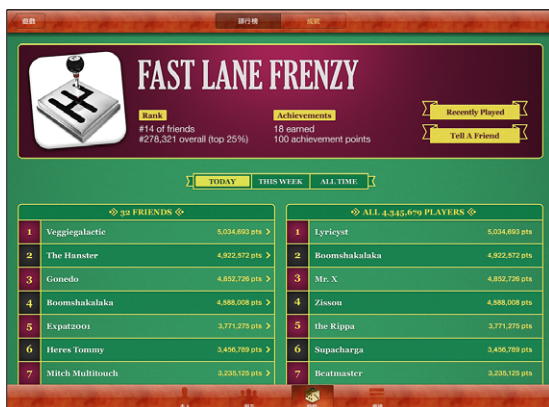 遊戲
排行榜
成就
FAST LANE FRENZY
Rank
#14 of friends
#278,321 overall (top 25%)
Achievements
18 earned
100 achievement points
Recently Played
Tell A Friend
TODAY
THIS WEEK
ALL TIME
32 FRIENDS
1 Veggiegalactic 5,034,693 pts
2 The Hanster 4,922,572 pts
3 Gonedo 4,852,726 pts
4 Boomshakalaka 4,588,008 pts
5 Expat2001 3,771,275 pts
6 Heres Tommy 3,456,789 pts
7 Mitch Multitouch 3,235,125 pts
ALL 4,345,679 PLAYERS
1 Lyricyst 5,034,693 pts
2 Boomshakalaka 4,922,572 pts
3 Mr. X 4,852,726 pts
4 Zissou 4,588,008 pts
5 the Rippa 3,771,275 pts
6 Supacharga 3,456,789 pts
7 Beatmaster 3,235,125 pts